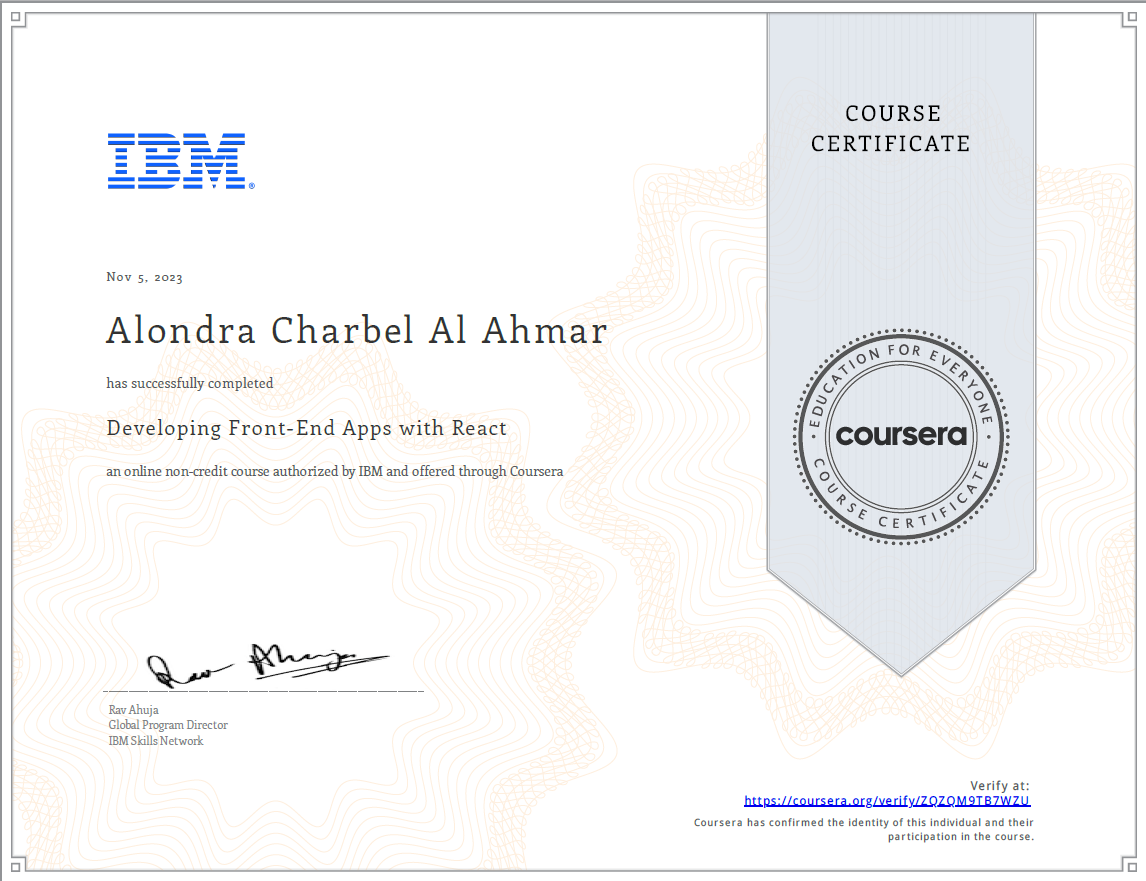 COURSE
CERTIFICATE
IBM®
Nov 5, 2023
Alondra Charbel Al Ahmar
has successfully completed
Developing Front-End Apps with React
an online non-credit course authorized by IBM and offered through Coursera
EDUCATION FOR EVERYONE
coursera
COURSE CERTIFICATE
Rav Ahuja
Rav Ahuja
Global Program Director
IBM Skills Network
Verify at:
https://coursera.org/verify/ZQZQM9TB7WZU
Coursera has confirmed the identity of this individual and their
participation in the course.